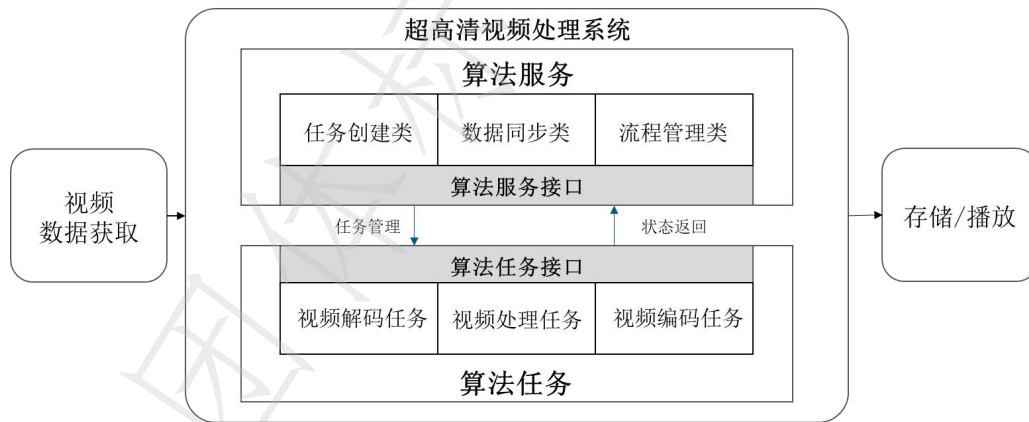 超高清视频处理系统
算法服务
任务创建类
数据同步类
流程管理类
算法服务接口
视频
数据获取
任务管理
状态返回
存储/播放
算法任务接口
视频解码任务
视频处理任务
视频编码任务
算法任务